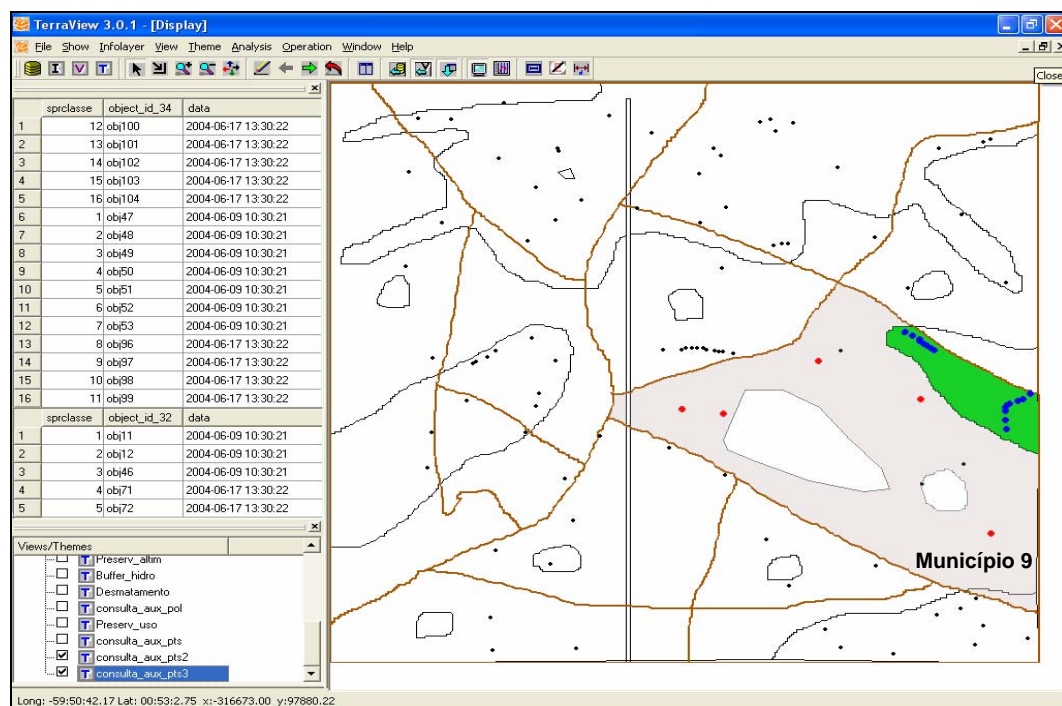 TerraView 3.0.1 - [Display]
File Show Infolayer View Theme Analysis Operation Window Help
I V T
Close
sprclasse object_id_34 data
1 12 obj100 2004-06-17 13:30:22
2 13 obj101 2004-06-17 13:30:22
3 14 obj102 2004-06-17 13:30:22
4 15 obj103 2004-06-17 13:30:22
5 16 obj104 2004-06-17 13:30:22
6 1 obj47 2004-06-09 10:30:21
7 2 obj48 2004-06-09 10:30:21
8 3 obj49 2004-06-09 10:30:21
9 4 obj50 2004-06-09 10:30:21
10 5 obj51 2004-06-09 10:30:21
11 6 obj52 2004-06-09 10:30:21
12 7 obj53 2004-06-09 10:30:21
13 8 obj96 2004-06-17 13:30:22
14 9 obj97 2004-06-17 13:30:22
15 10 obj98 2004-06-17 13:30:22
16 11 obj99 2004-06-17 13:30:22
sprclasse object_id_32 data
1 1 obj11 2004-06-09 10:30:21
2 2 obj12 2004-06-09 10:30:21
3 3 obj46 2004-06-09 10:30:21
4 4 obj71 2004-06-17 13:30:22
5 5 obj72 2004-06-17 13:30:22
Views/Themes
T Preserv_altim
T Buffer_hidro
T Desmatamento
T consulta_aux_pol
T Preserv_uso
T consulta_aux_pts
T consulta_aux_pts2
T consulta_aux_pts3
Município 9
Long: -59:50:42.17 Lat: 00:53:2.75 x:-316673.00 y:97880.22